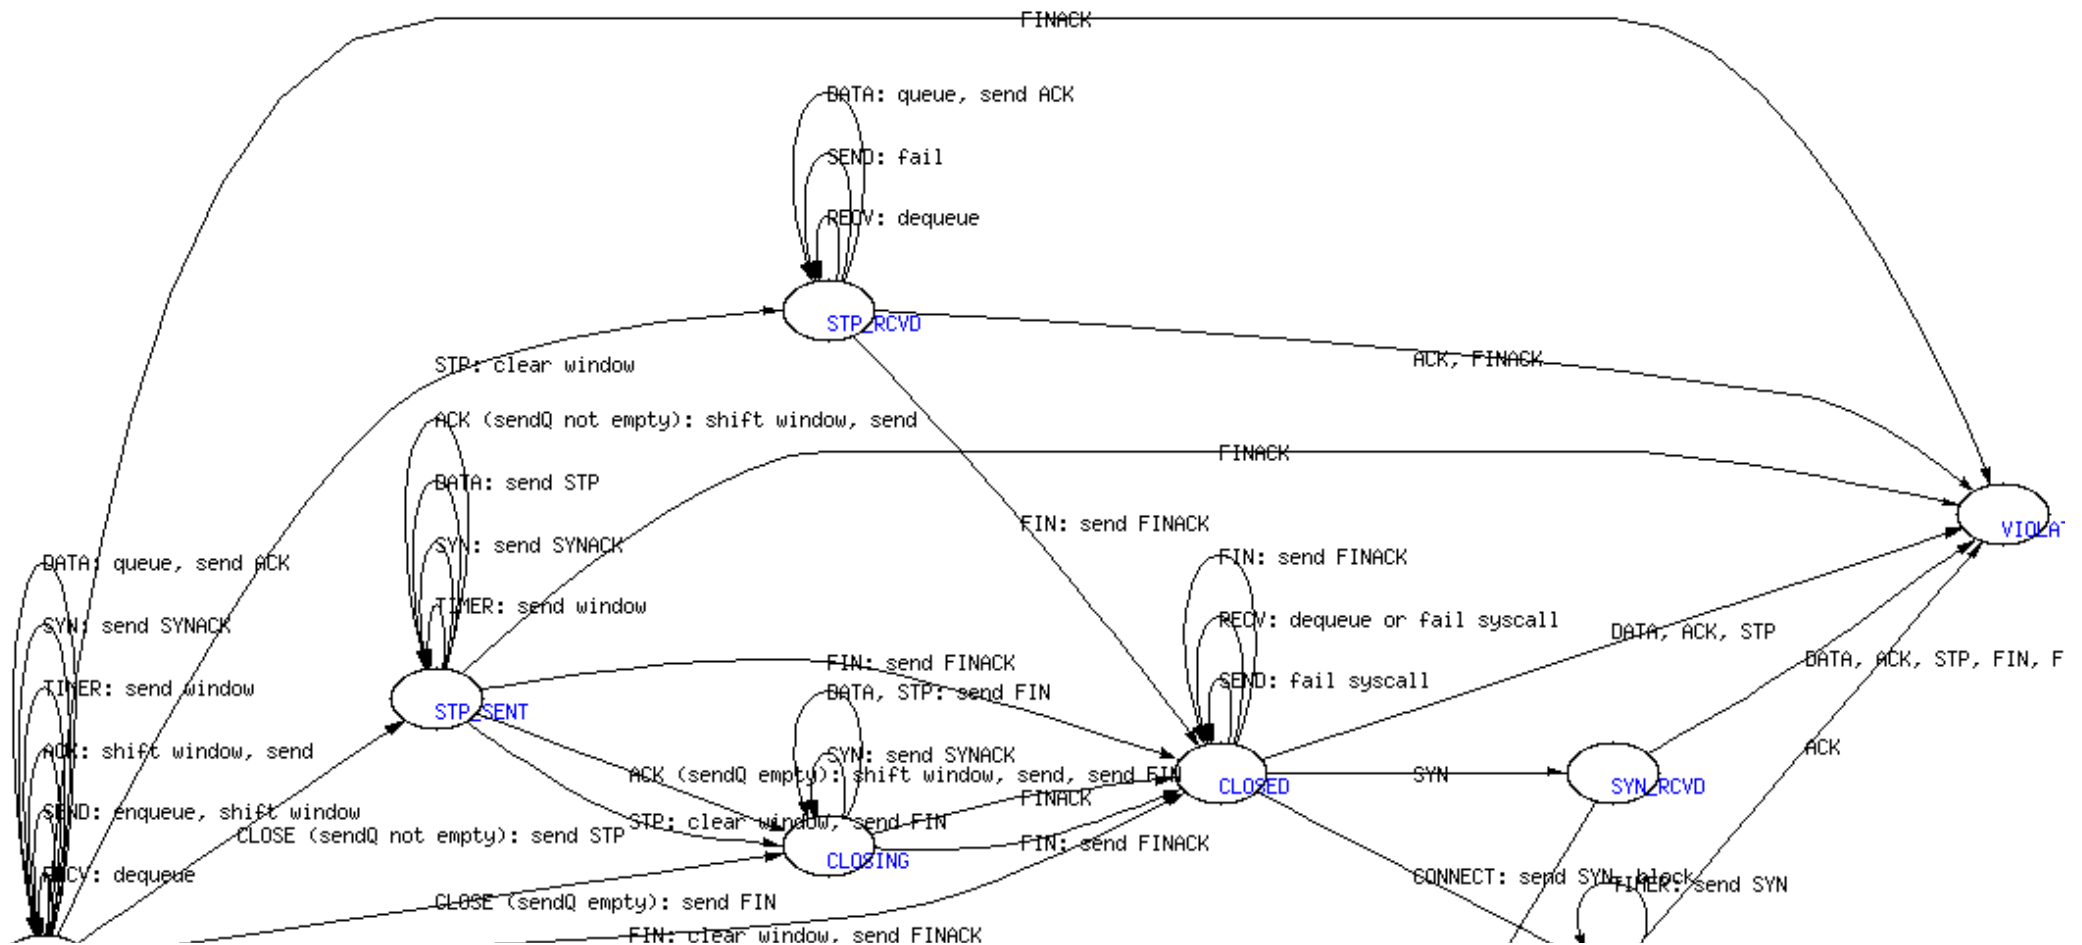 FINACK
DATA: queue, send ACK
SEND: fail
RECV: dequeue
STP_RCVD
STP: clear window
ACK, FINACK
ACK (sendQ not empty): shift window, send
FINACK
DATA: send STP
FIN: send FINACK
VIOLAT
SYN: send SYNACK
FIN: send FINACK
DATA: queue, send ACK
TIMER: send window
RECV: dequeue or fail syscall
SYN: send SYNACK
DATA, ACK, STP
DATA, ACK, STP, FIN, F
FIN: send FINACK
SEND: fail syscall
TIMER: send window
DATA, STP: send FIN
STP_SENT
ACK: shift window, send
SYN: send SYNACK
ACK
ACK (sendQ empty): shift window, send, send FIN
SYN
CLOSED
SYN_RCVD
FINACK
SEND: enqueue, shift window
STP: clear window, send FIN
CLOSE (sendQ not empty): send STP
FIN: send FINACK
CLOSING
RECV: dequeue
CONNECT: send SYN, block
TIMER: send SYN
CLOSE (sendQ empty): send FIN
FIN: clear window, send FINACK